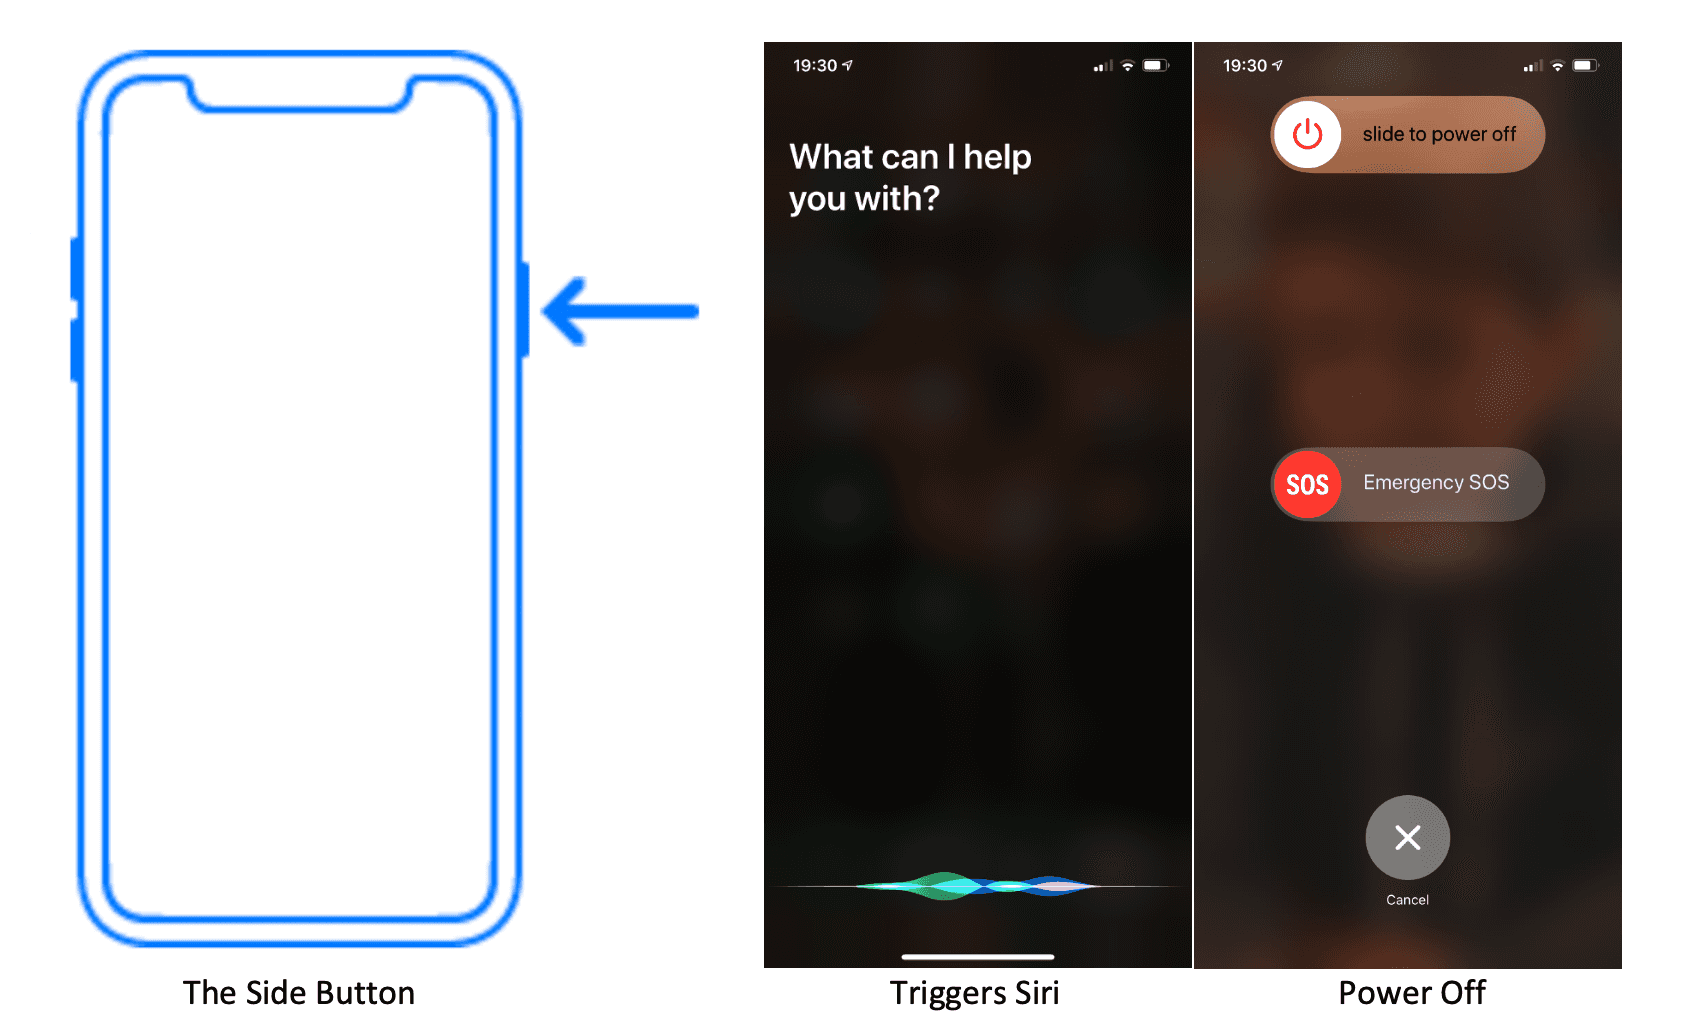 19:30
What can I help
you with?
19:30
slide to power off
SOS Emergency SOS
Cancel
The Side Button
Triggers Siri
Power Off